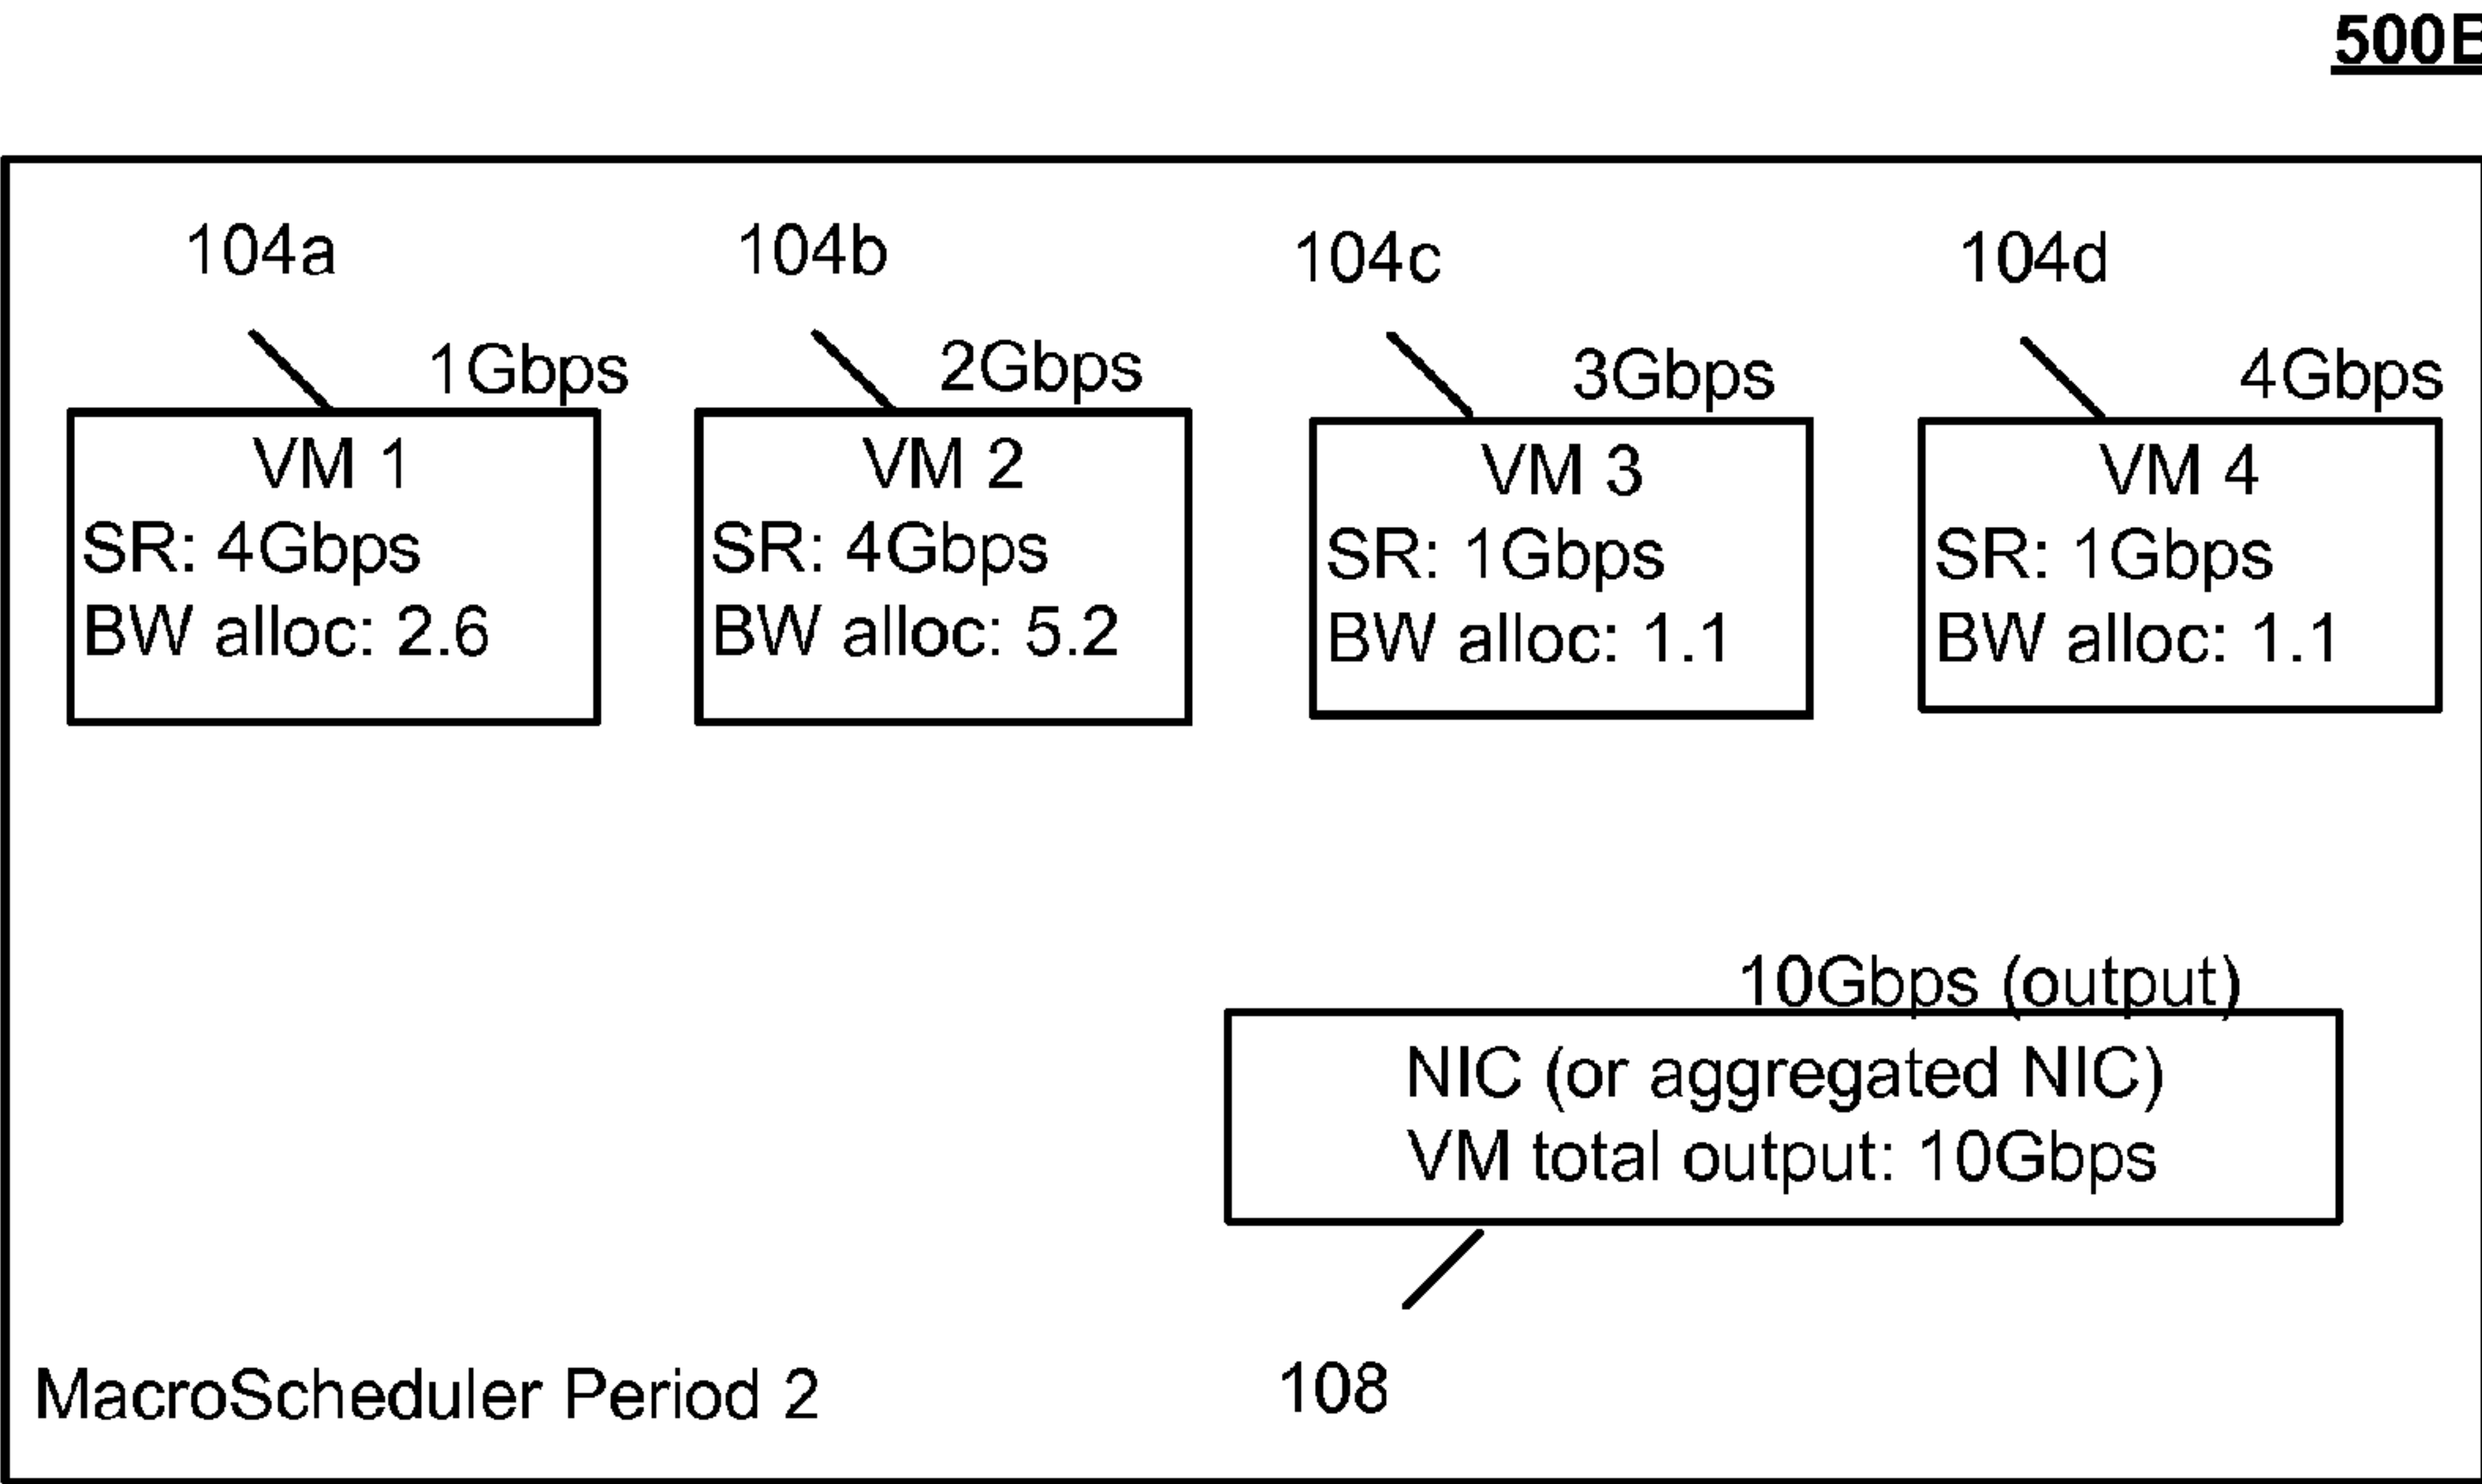 500B
104a
104b
104c
104d
1Gbps
2Gbps
3Gbps
4Gbps
VM 1
SR: 4Gbps
BW alloc: 2.6
VM 2
SR: 4Gbps
BW alloc: 5.2
VM 3
SR: 1Gbps
BW alloc: 1.1
VM 4
SR: 1Gbps
BW alloc: 1.1
10Gbps (output)
NIC (or aggregated NIC)
VM total output: 10Gbps
108
MacroScheduler Period 2